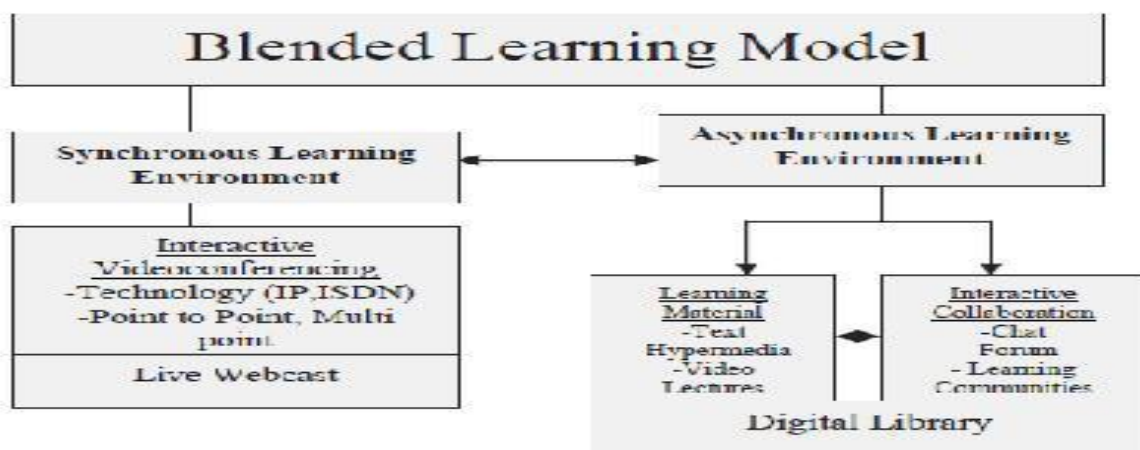 Blended Learning Model
Synchronous Learning
Environment
Asynchronous Learning
Environment
Interactive
Videoconferencing
-Technology (IP,ISDN)
-Point to Point, Multi
point
Live Webcast
Learning
Material
-Text
Hypermedia
-Video
Lectures
Interactive
Collaboration
-Chat
Forum
- Learning
Communities
Digital Library